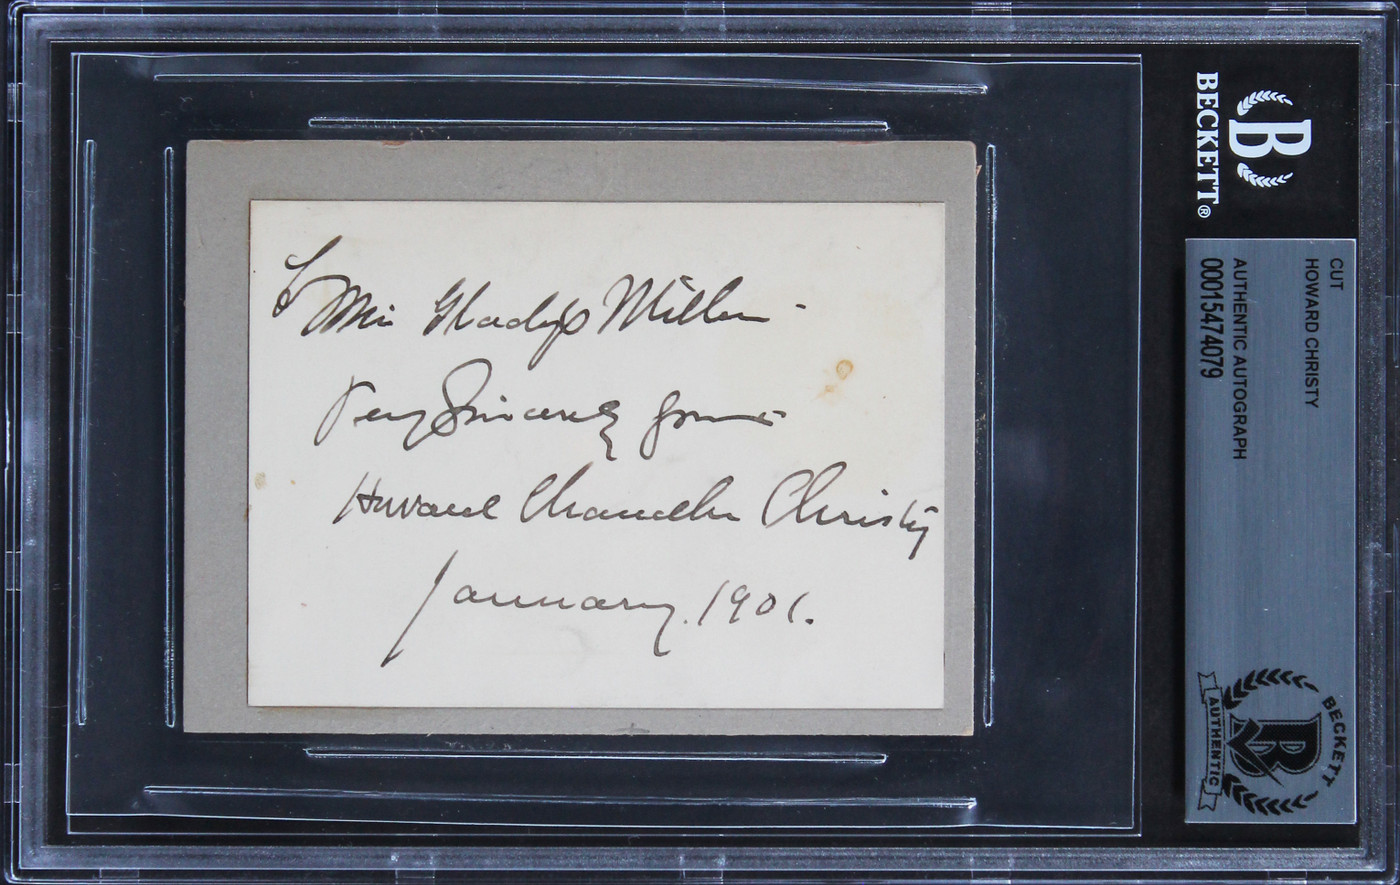 To Miss Gladys Miller -
Very Sincerely yours -
Howard Chandler Christy
January. 1901.
BECKETT®
B
CUT
HOWARD CHRISTY
AUTHENTIC AUTOGRAPH
00015474079
BECKETT
AUTHENTIC